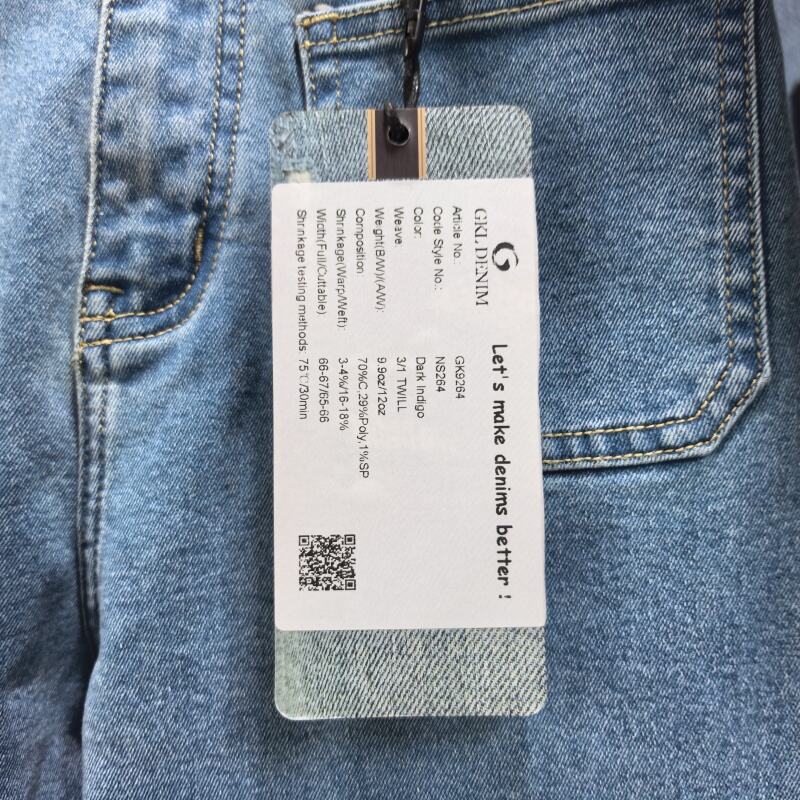 GKL DENIM
Let's make denims better !
Article No.: GK9264
Code Style No.: NS264
Color: Dark Indigo
Weave: 3/1 TWILL
Weight(B/W)(A/W): 9.9oz/12oz
Composition: 70%C,29%Poly,1%SP
Shrinkage(Warp/Weft): 3-4%/16-18%
Width(Full/Cuttable) 66-67/65-66
Shrinkage testing methods: 75℃/30min